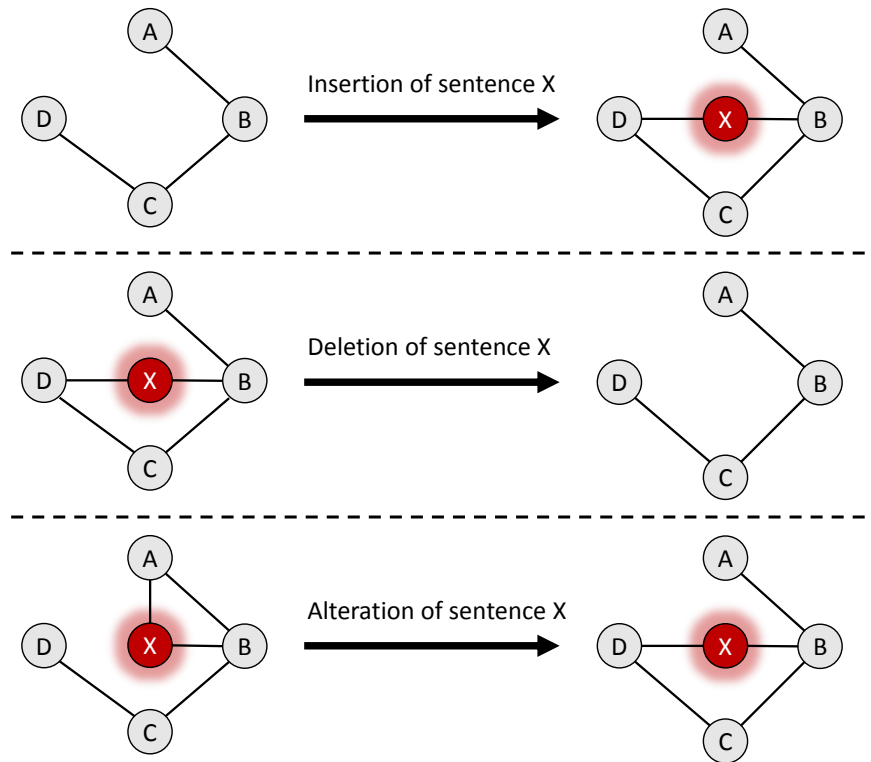 A
A
Insertion of sentence X
D
B
D
X
B
C
C
A
A
Deletion of sentence X
D
X
B
D
B
C
C
A
A
Alteration of sentence X
D
X
B
D
X
B
C
C